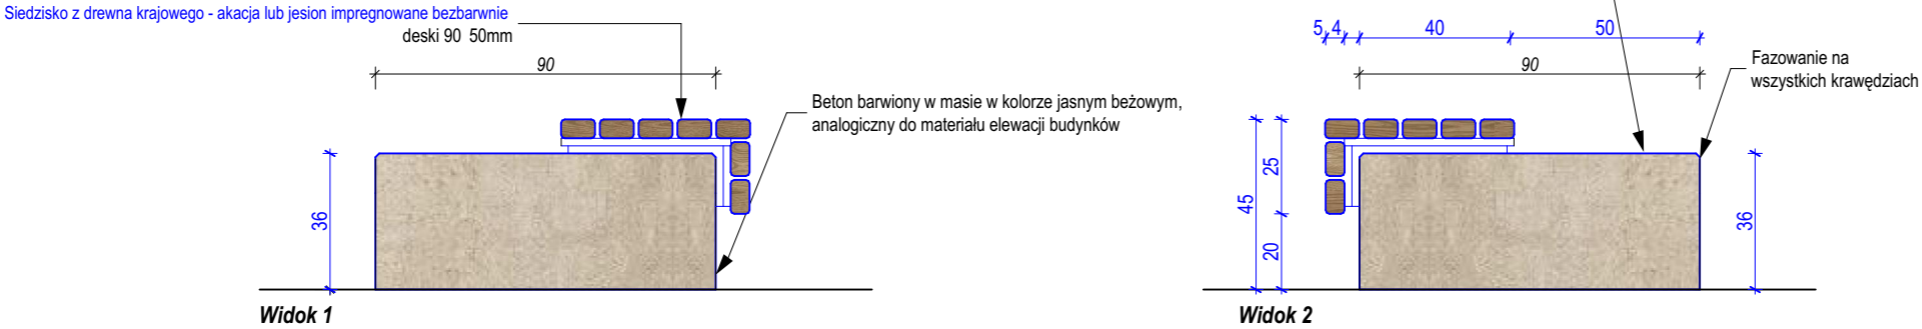 Siedzisko z drewna krajowego - akacja lub jesion impregnowane bezbarwnie
deski 90 50mm
90
Beton barwiony w masie w kolorze jasnym beżowym,
analogiczny do materiału elewacji budynków
36
Widok 1
5 4 40 50
90
Fazowanie na
wszystkich krawędziach
45
25
20
36
Widok 2